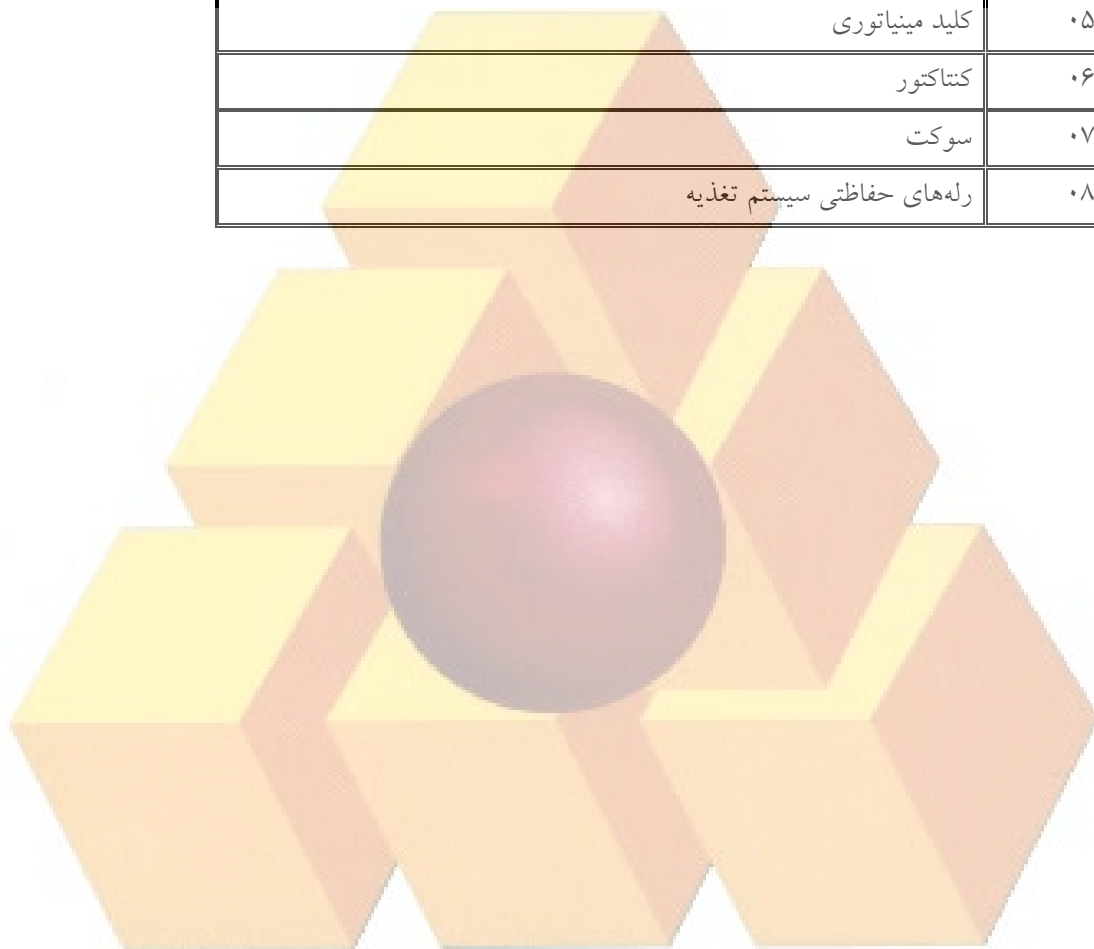 ۰۵ کلید مینیاتوری
۰۶ کنتاکتور
۰۷ سوکت
۰۸ رله‌های حفاظتی سیستم تغذیه